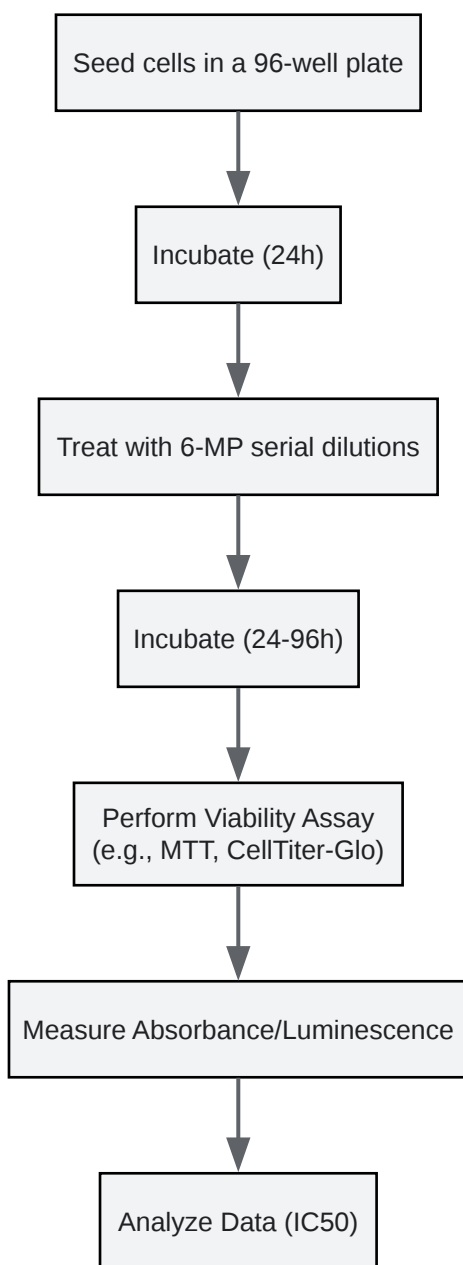 Seed cells in a 96-well plate
Incubate (24h)
Treat with 6-MP serial dilutions
Incubate (24-96h)
Perform Viability Assay
(e.g., MTT, CellTiter-Glo)
Measure Absorbance/Luminescence
Analyze Data (IC50)